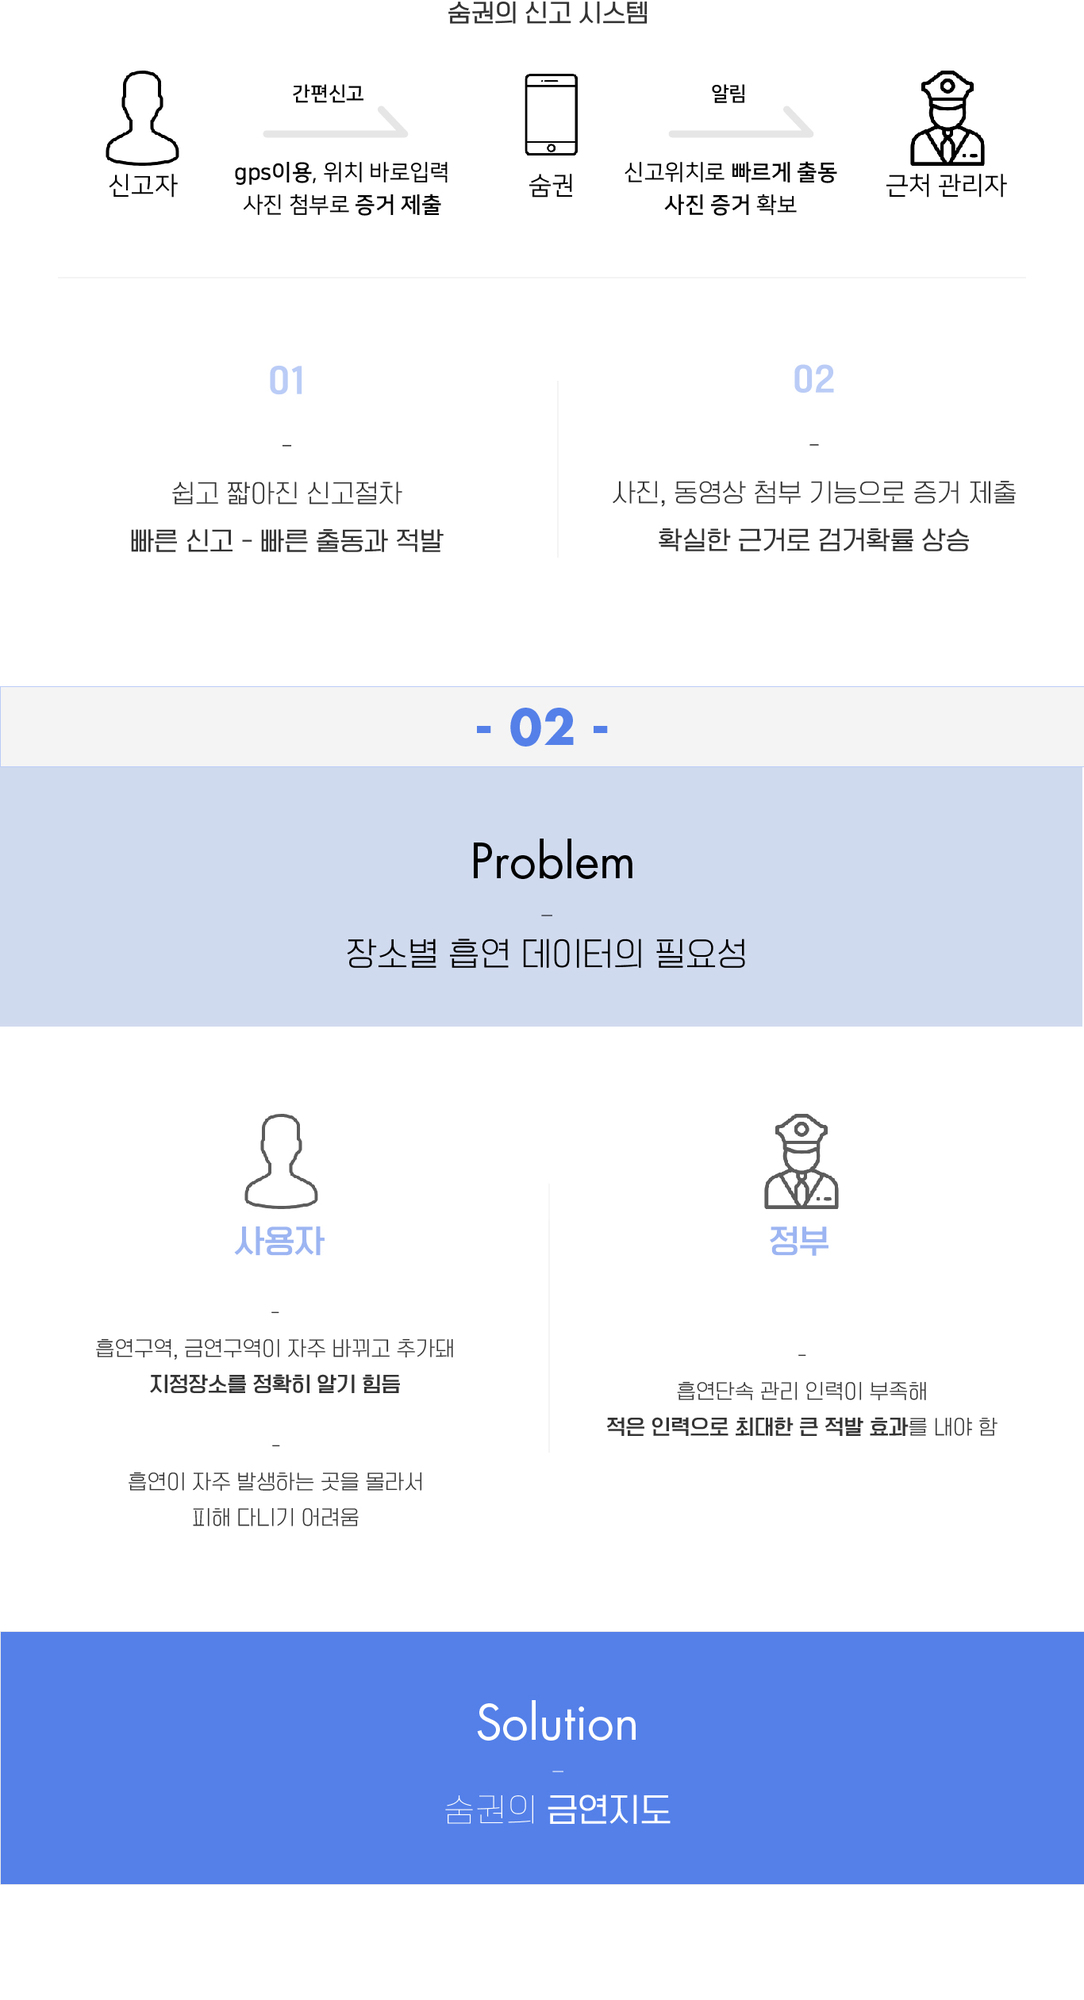 숨권의 신고 시스템
간편신고
알림
gps이용, 위치 바로입력
사진 첨부로 증거 제출
신고위치로 빠르게 출동
사진 증거 확보
신고자
숨권
근처 관리자
01
-
쉽고 짧아진 신고절차
빠른 신고 - 빠른 출동과 적발
02
-
사진, 동영상 첨부 기능으로 증거 제출
확실한 근거로 검거확률 상승
- 02 -
Problem
-
장소별 흡연 데이터의 필요성
사용자
-
흡연구역, 금연구역이 자주 바뀌고 추가돼
지정장소를 정확히 알기 힘듬
-
흡연이 자주 발생하는 곳을 몰라서
피해 다니기 어려움
정부
-
흡연단속 관리 인력이 부족해
적은 인력으로 최대한 큰 적발 효과를 내야 함
Solution
-
숨권의 금연지도